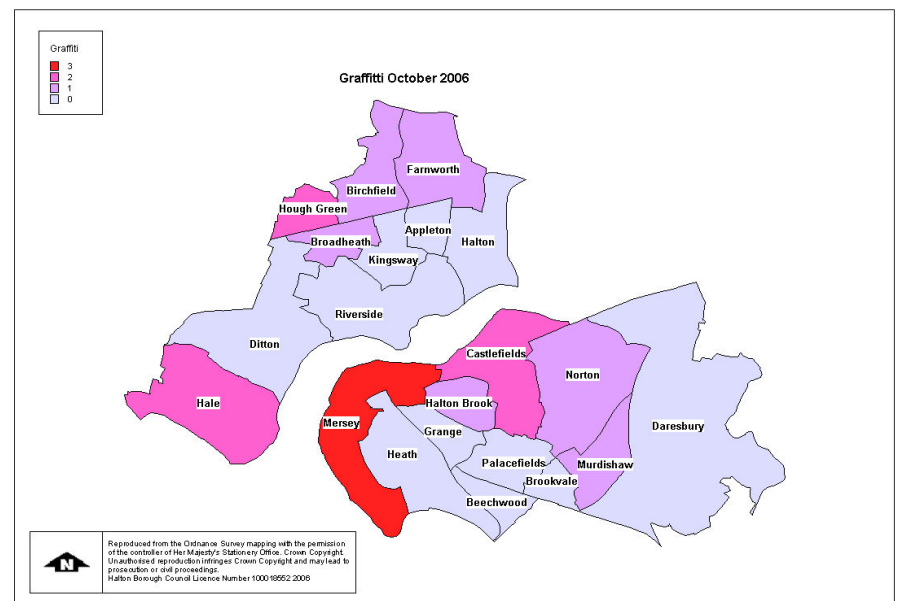 Graffiti
3
2
1
0
Graffitti October 2006
Farnworth
Birchfield
Hough Green
Appleton
Broadheath
Halton
Kingsway
Riverside
Ditton
Castlefields
Norton
Hale
Halton Brook
Mersey
Daresbury
Grange
Heath
Palacefields
Murdishaw
Brookvale
Beechwood
N
Reproduced from the Ordnance Survey mapping with the permission
of the controller of Her Majesty's Stationery Office. Crown Copyright.
Unauthorised reproduction infringes Crown Copyright and may lead to
prosecution or civil proceedings.
Halton Borough Council Licence Number 100018552 2006